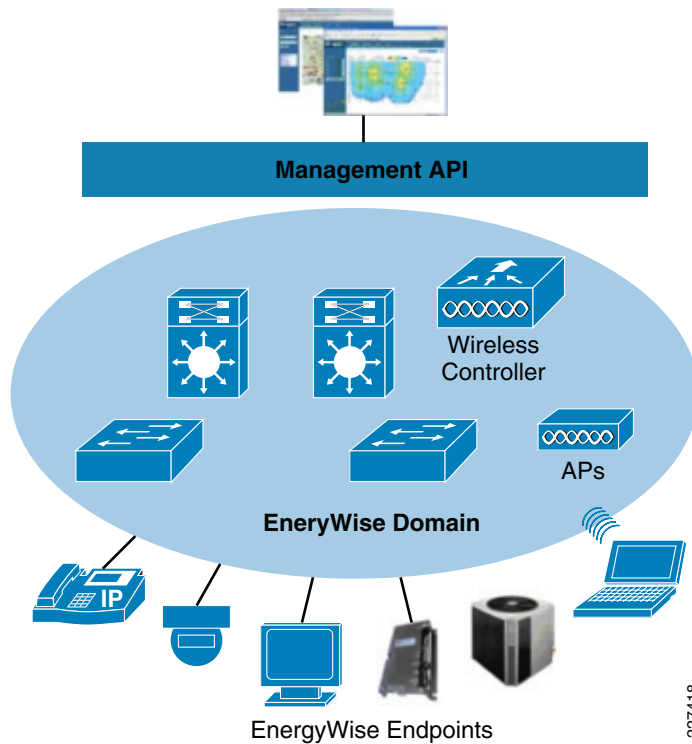 Management API
Wireless
Controller
APs
EneryWise Domain
IP
EnergyWise Endpoints